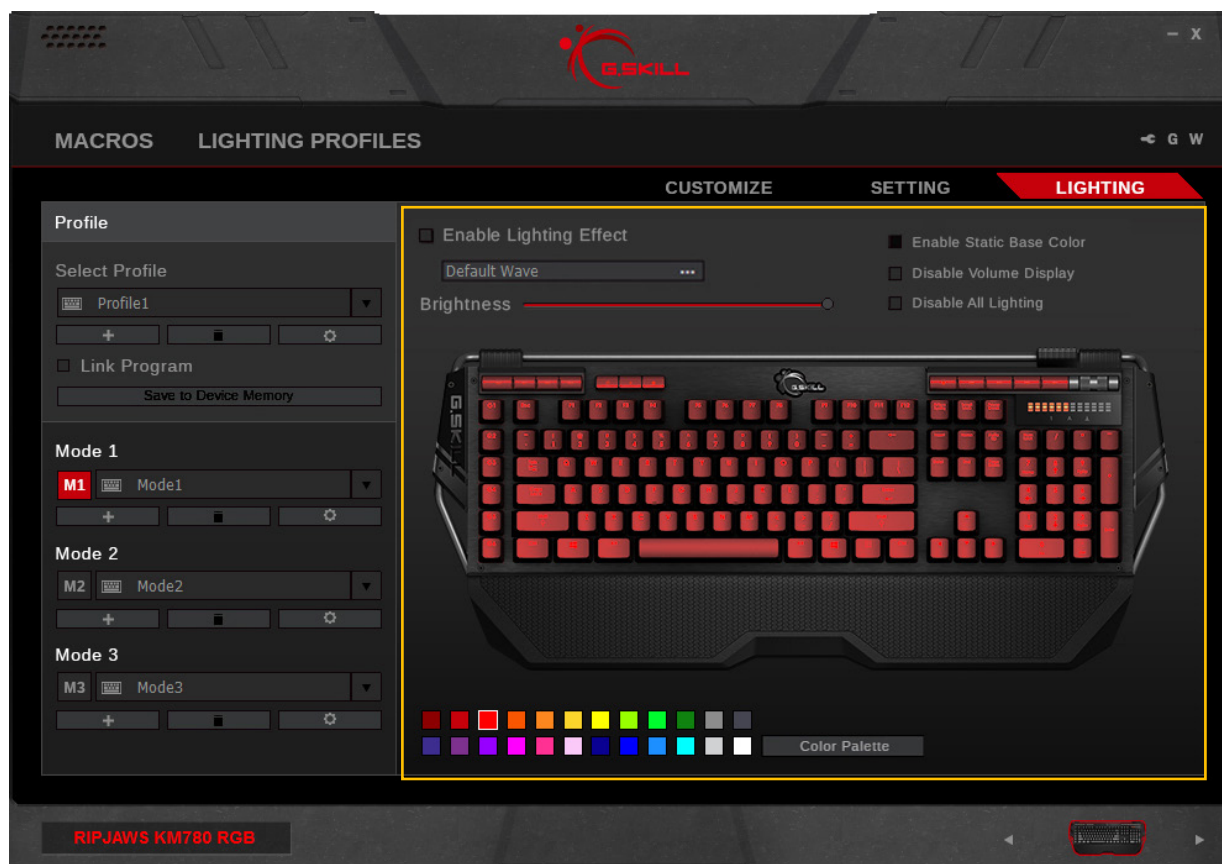 G.SKILL
– X
MACROS LIGHTING PROFILES
G W
CUSTOMIZE SETTING LIGHTING
Profile
Select Profile
Profile1
Link Program
Save to Device Memory
Mode 1
M1 Mode1
Mode 2
M2 Mode2
Mode 3
M3 Mode3
Enable Lighting Effect
Default Wave ...
Brightness
Enable Static Base Color
Disable Volume Display
Disable All Lighting
G.SKILL
G.SKILL
Color Palette
RIPJAWS KM780 RGB